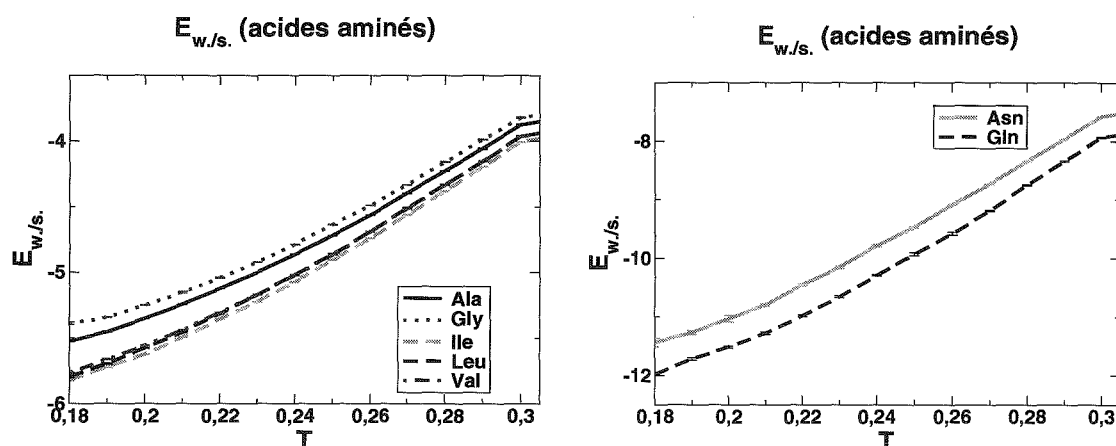 E w./s. (acides aminés)
E w./s.
-4
-5
-6
0,18 0,2 0,22 0,24 0,26 0,28 0,3
T
Ala
Gly
Ile
Leu
Val
E w./s. (acides aminés)
E w./s.
-8
-10
-12
0,18 0,2 0,22 0,24 0,26 0,28 0,3
T
Asn
Gln